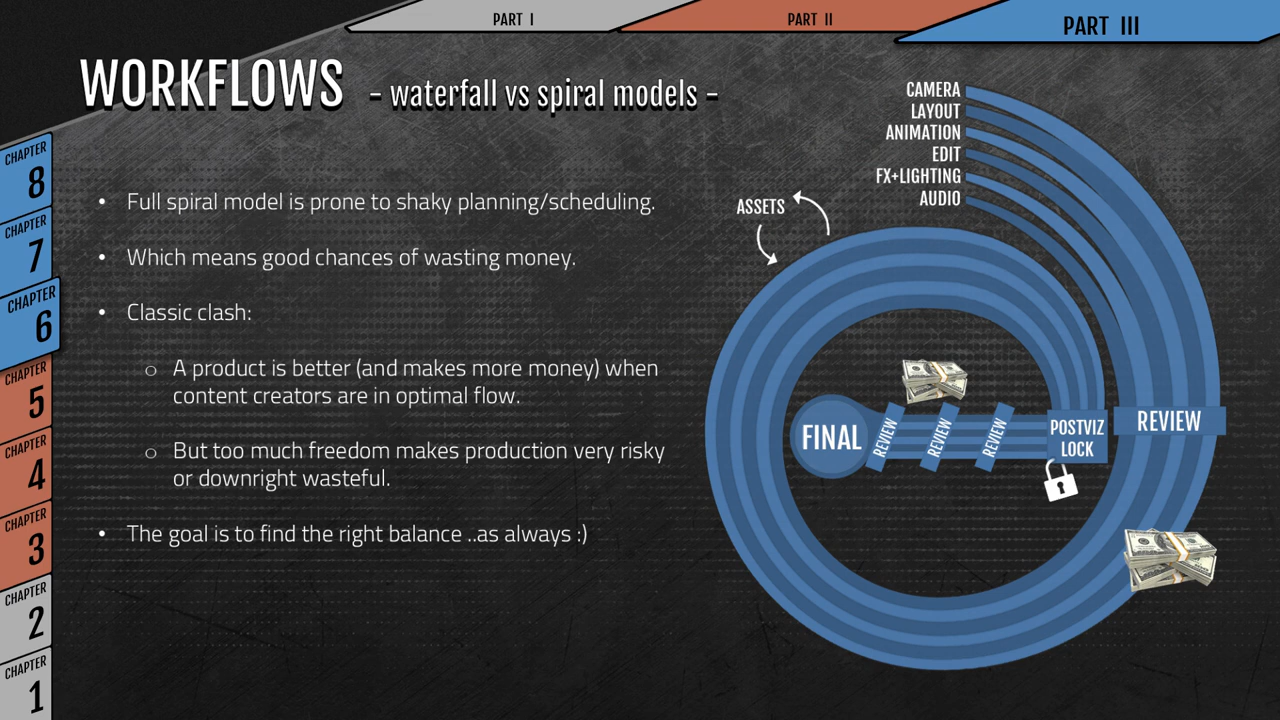 PART I
PART II
PART III
WORKFLOWS - waterfall vs spiral models -
CHAPTER
8
CHAPTER
7
CHAPTER
6
CHAPTER
5
CHAPTER
4
CHAPTER
3
CHAPTER
2
CHAPTER
1
• Full spiral model is prone to shaky planning/scheduling.
• Which means good chances of wasting money.
• Classic clash:
o A product is better (and makes more money) when
content creators are in optimal flow.
o But too much freedom makes production very risky
or downright wasteful.
• The goal is to find the right balance ..as always :)
CAMERA
LAYOUT
ANIMATION
EDIT
FX+LIGHTING
AUDIO
ASSETS
REVIEW
POSTVIZ
LOCK
REVIEW
REVIEW
REVIEW
FINAL